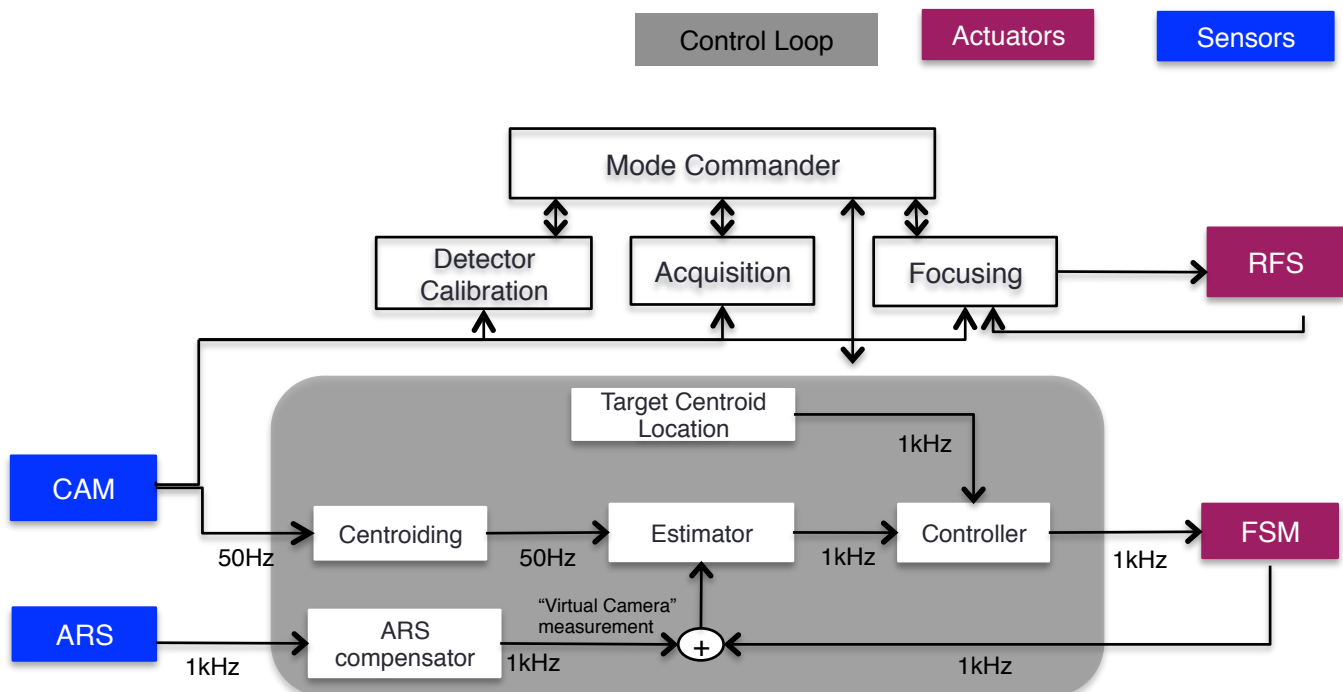 Control Loop
Actuators
Sensors
Mode Commander
Detector
Calibration
Acquisition
Focusing
RFS
Target Centroid
Location
1kHz
CAM
Centroiding
Estimator
Controller
FSM
50Hz
50Hz
1kHz
1kHz
“Virtual Camera”
measurement
ARS
ARS
compensator
+
1kHz
1kHz
1kHz